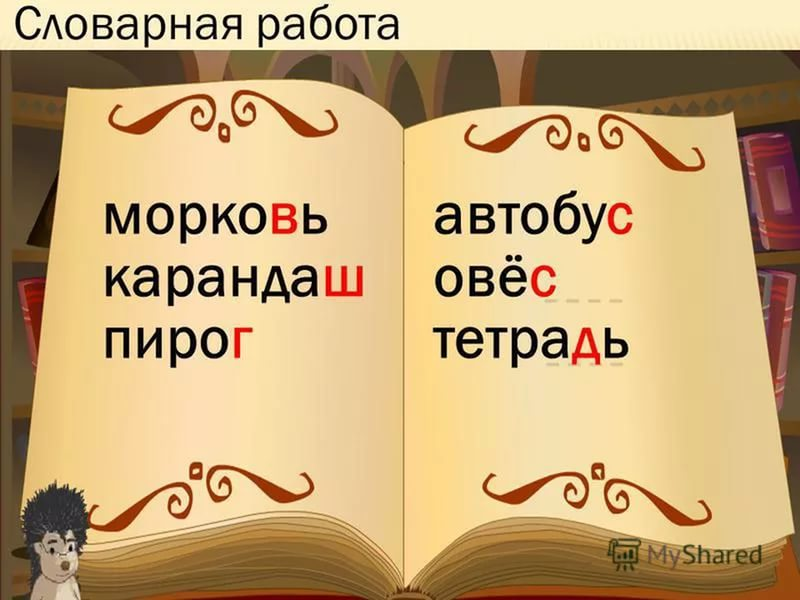 Словарная работа
морковь
карандаш
пирог
автобус
овёс
тетрадь
MyShared